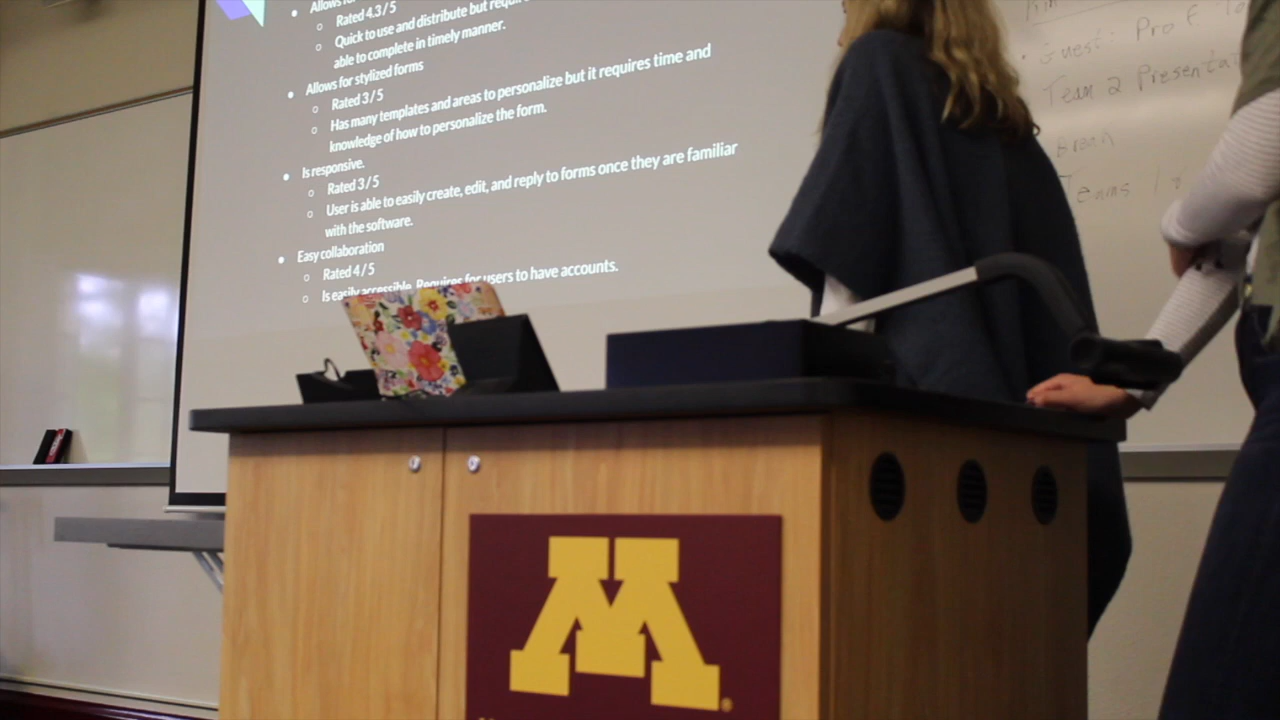 Allows for
Rated 4.3 / 5
Quick to use and distribute but
able to complete in timely manner.
Allows for stylized forms
Rated 3 / 5
Has many templates and areas to personalize but it requires time and
knowledge of how to personalize the form.
Is responsive.
Rated 3 / 5
User is able to easily create, edit, and reply to forms once they are familiar
with the software.
Easy collaboration
Rated 4 / 5
Is easily accessible. Requires for users to have accounts.
Guest: Prof.
Team 2
Break
Teams 1
M